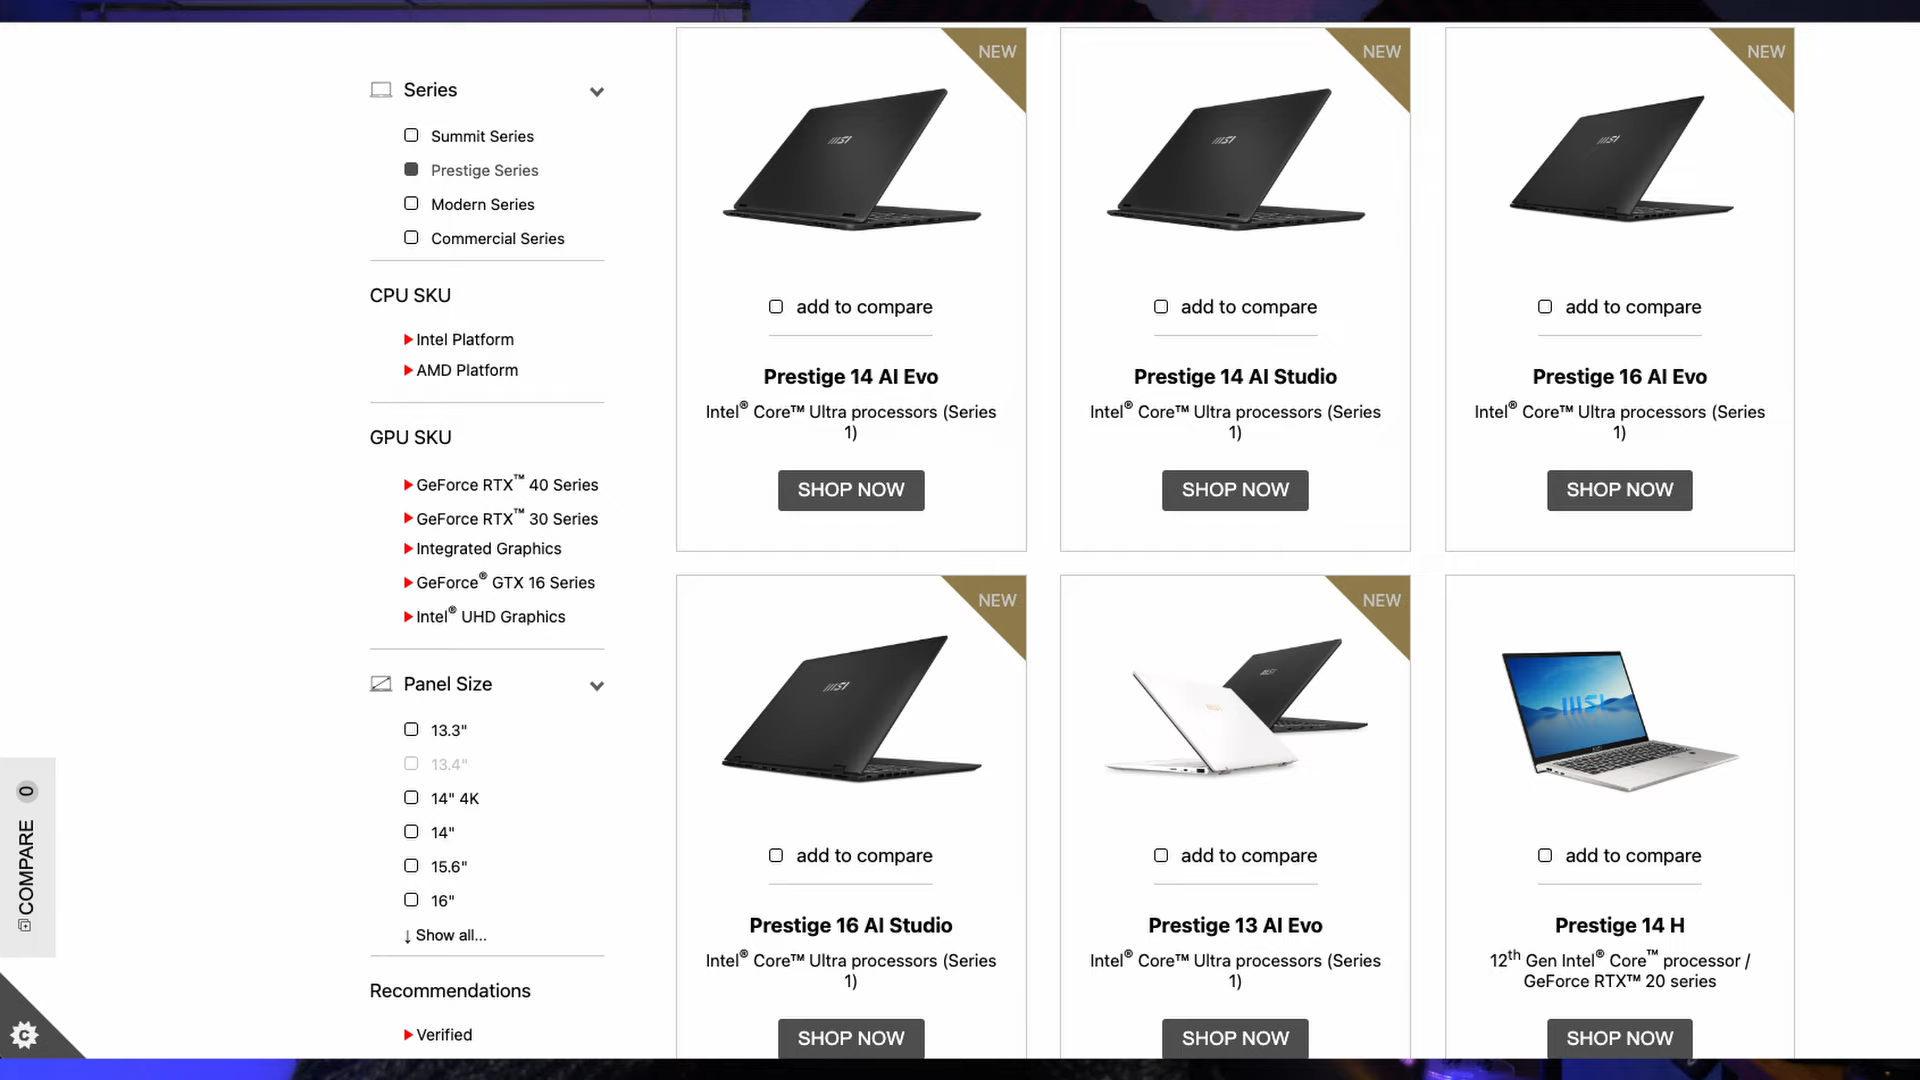 Series
Summit Series
Prestige Series
Modern Series
Commercial Series
CPU SKU
Intel Platform
AMD Platform
GPU SKU
GeForce RTX™ 40 Series
GeForce RTX™ 30 Series
Integrated Graphics
GeForce® GTX 16 Series
Intel® UHD Graphics
Panel Size
13.3"
13.4"
14" 4K
14"
15.6"
16"
↓ Show all...
Recommendations
Verified
COMPARE 0
NEW
msi
add to compare
Prestige 14 AI Evo
Intel® Core™ Ultra processors (Series
1)
SHOP NOW
NEW
msi
add to compare
Prestige 14 AI Studio
Intel® Core™ Ultra processors (Series
1)
SHOP NOW
NEW
msi
add to compare
Prestige 16 AI Evo
Intel® Core™ Ultra processors (Series
1)
SHOP NOW
NEW
msi
add to compare
Prestige 16 AI Studio
Intel® Core™ Ultra processors (Series
1)
SHOP NOW
NEW
msi
msi
add to compare
Prestige 13 AI Evo
Intel® Core™ Ultra processors (Series
1)
SHOP NOW
msi
add to compare
Prestige 14 H
12th Gen Intel® Core™ processor /
GeForce RTX™ 20 series
SHOP NOW
C